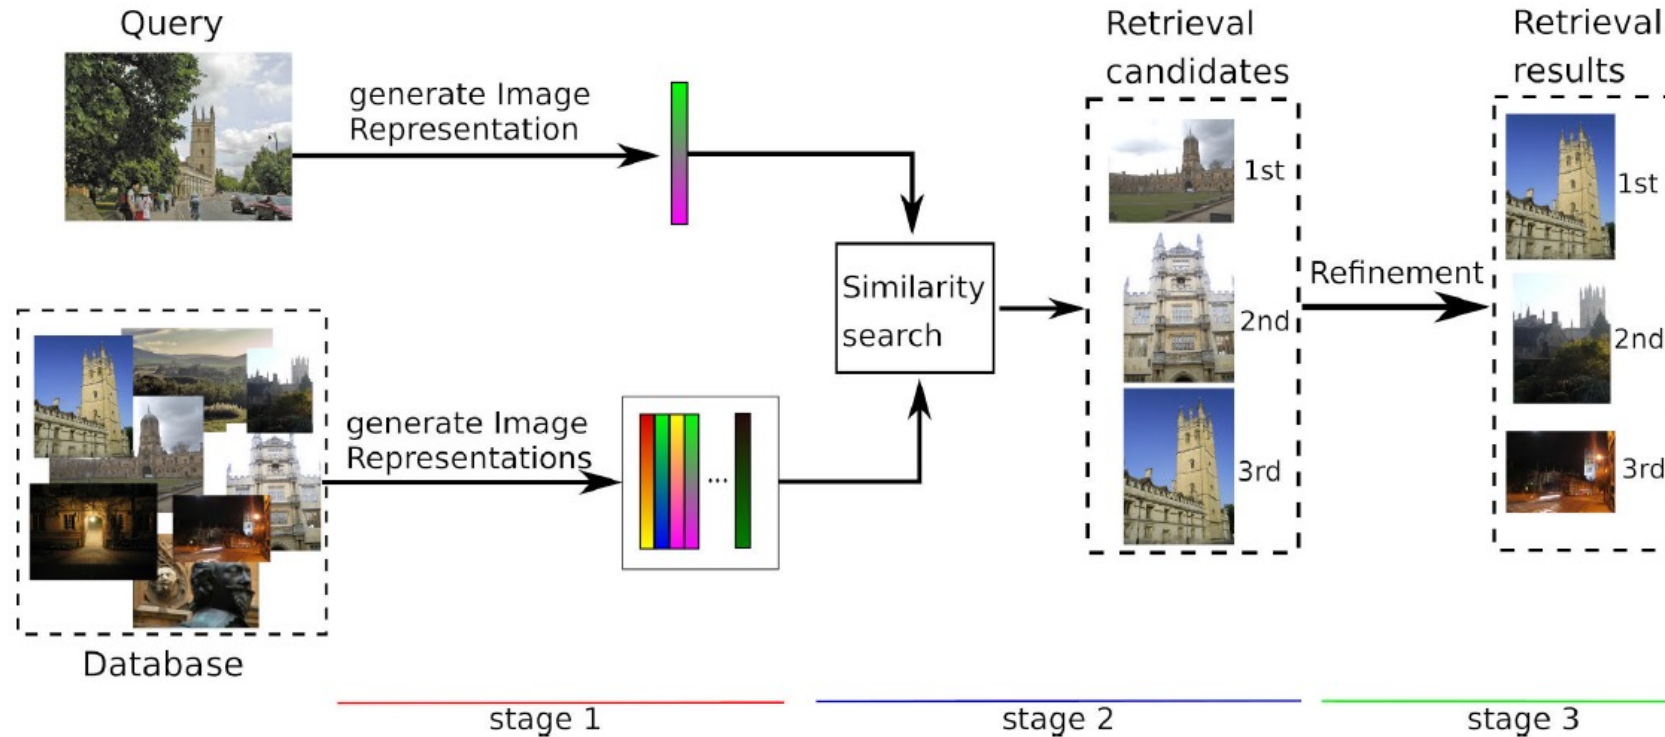 Query
generate Image
Representation
Database
generate Image
Representations
...
Similarity
search
Retrieval
candidates
1st
2nd
3rd
Refinement
Retrieval
results
1st
2nd
3rd
stage 1
stage 2
stage 3